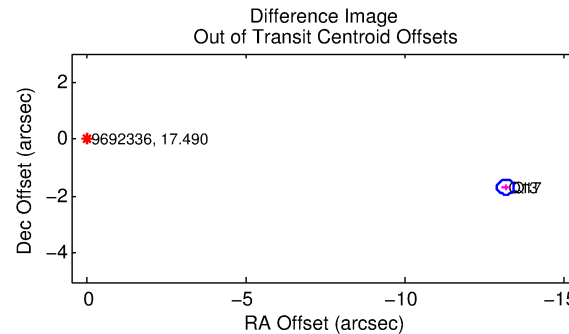 Difference Image
Out of Transit Centroid Offsets
Dec Offset (arcsec)
2
0
−2
−4
9692336, 17.490
0
−5
−10
−15
RA Offset (arcsec)